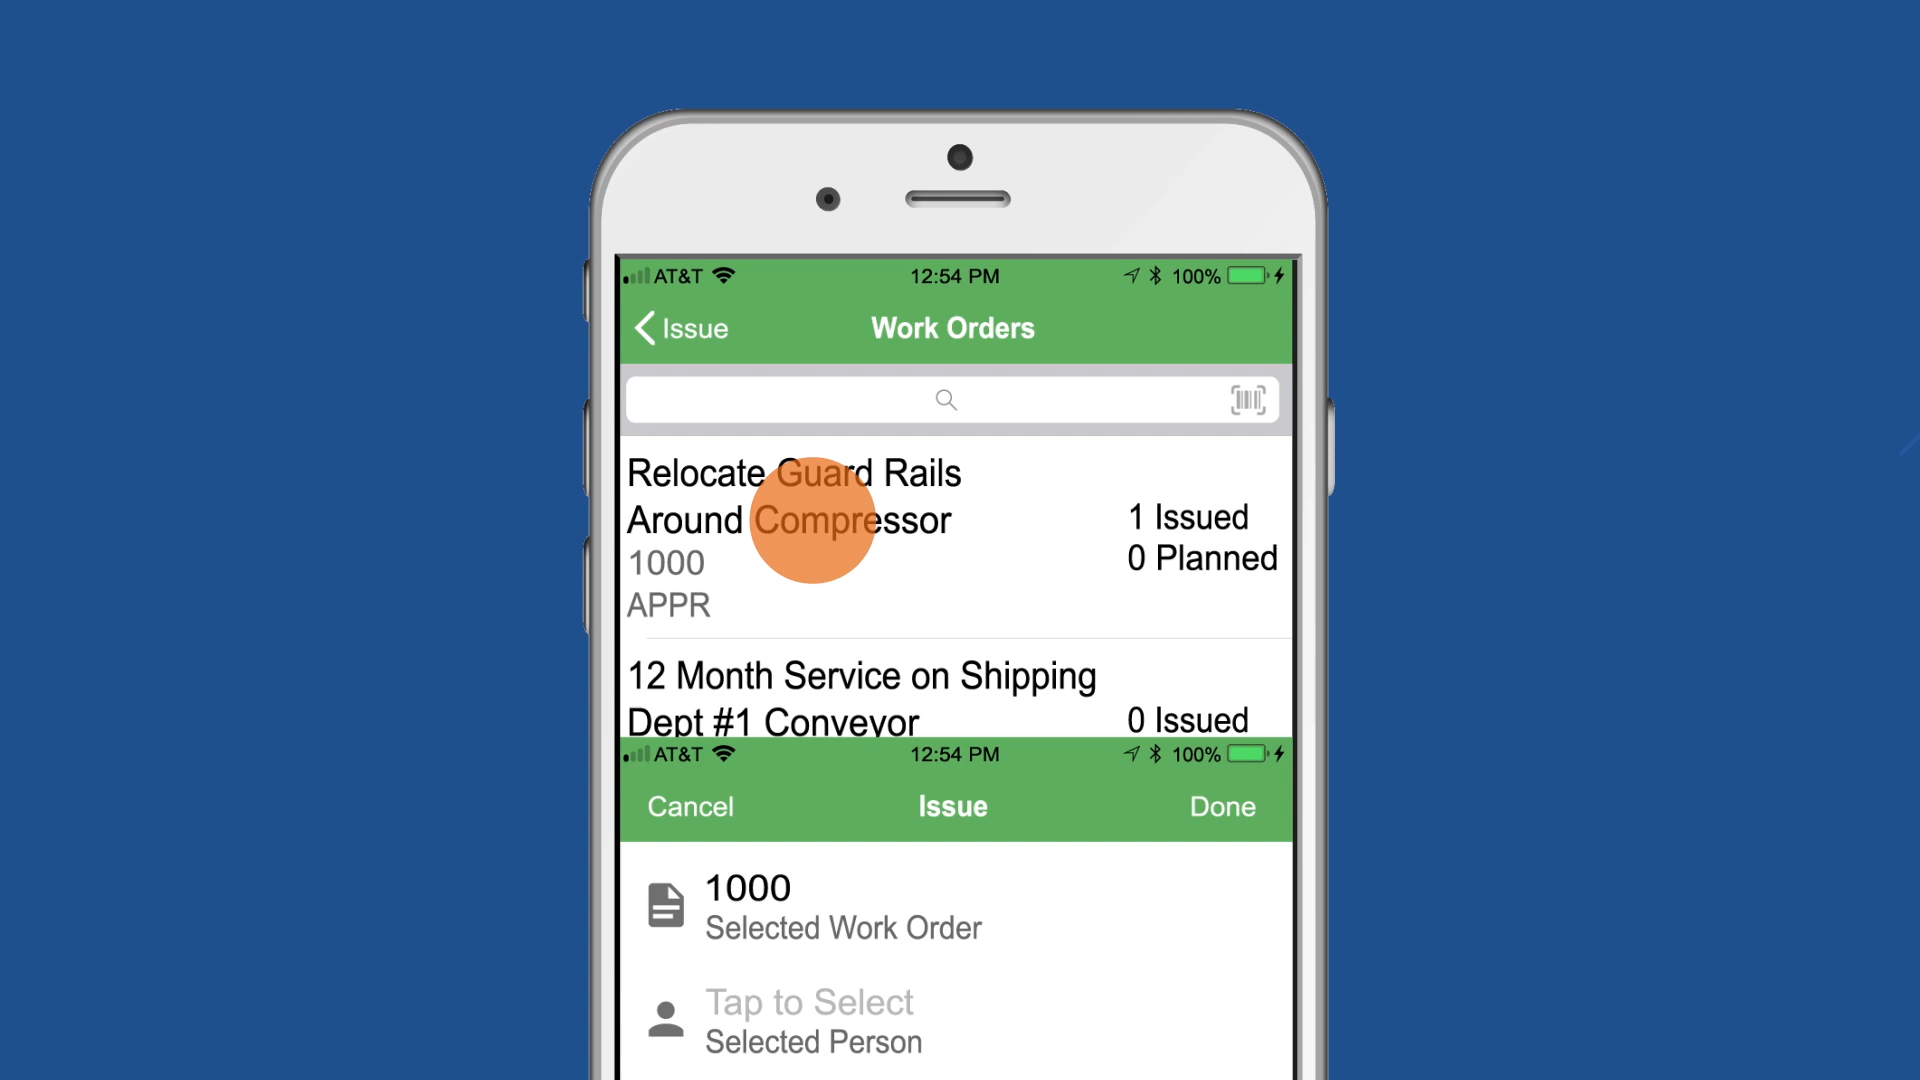 AT&T 12:54 PM 100%
Issue Work Orders
Relocate Guard Rails
Around Compressor
1 Issued
1000
0 Planned
APPR
12 Month Service on Shipping
Dept #1 Conveyor
0 Issued
AT&T 12:54 PM 100%
Cancel Issue Done
1000
Selected Work Order
Tap to Select
Selected Person